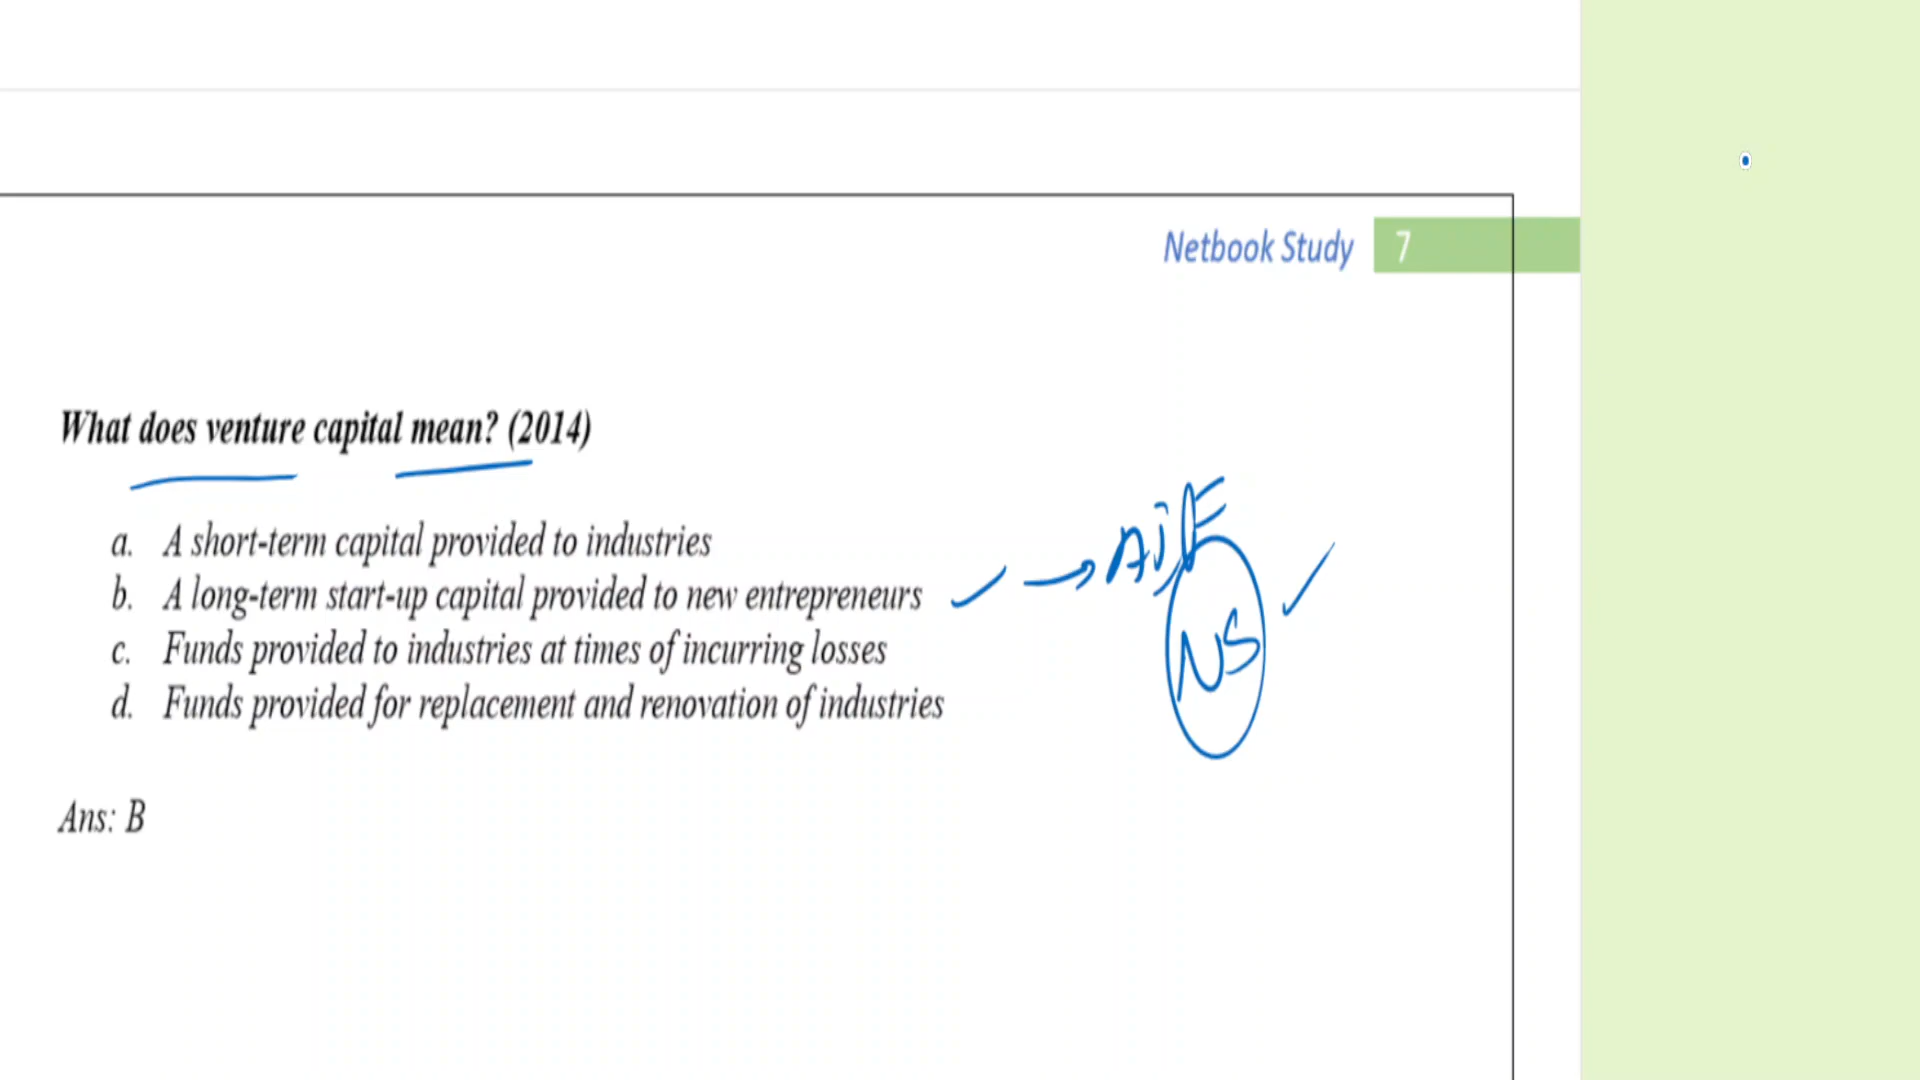 Netbook Study 7
What does venture capital mean? (2014)
a. A short-term capital provided to industries
b. A long-term start-up capital provided to new entrepreneurs
AIF
NS
c. Funds provided to industries at times of incurring losses
d. Funds provided for replacement and renovation of industries
Ans: B